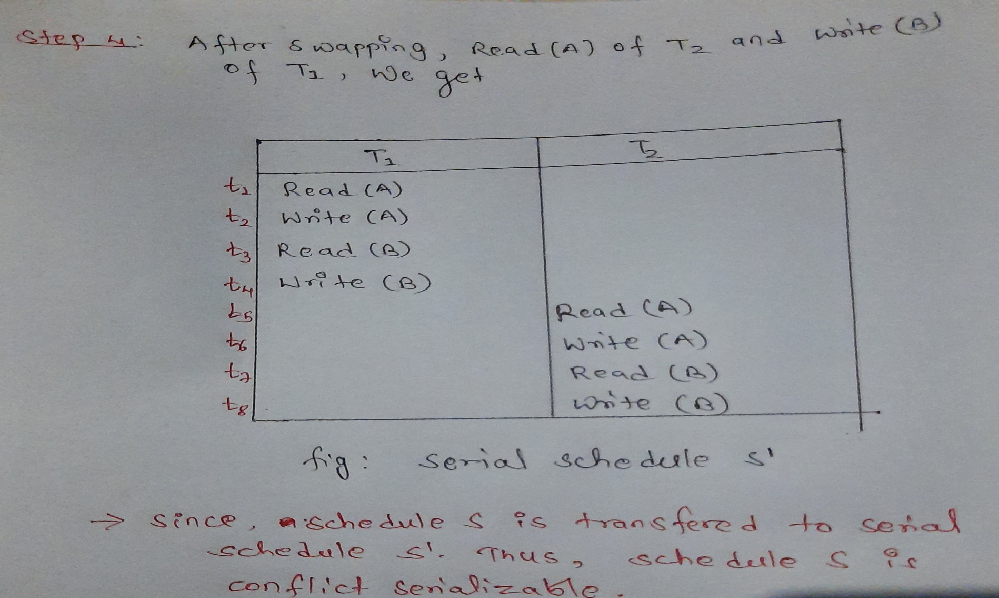 Step 4: After swapping, Read (A) of T2 and write (B)
of T1, we get
T1 T2
t1 Read (A)
t2 Write (A)
t3 Read (B)
t4 Write (B)
t5 Read (A)
t6 Write (A)
t7 Read (B)
t8 Write (B)
fig: serial schedule s'
→ since, schedule S is transfered to serial
schedule s'. Thus, schedule S is
conflict serializable.